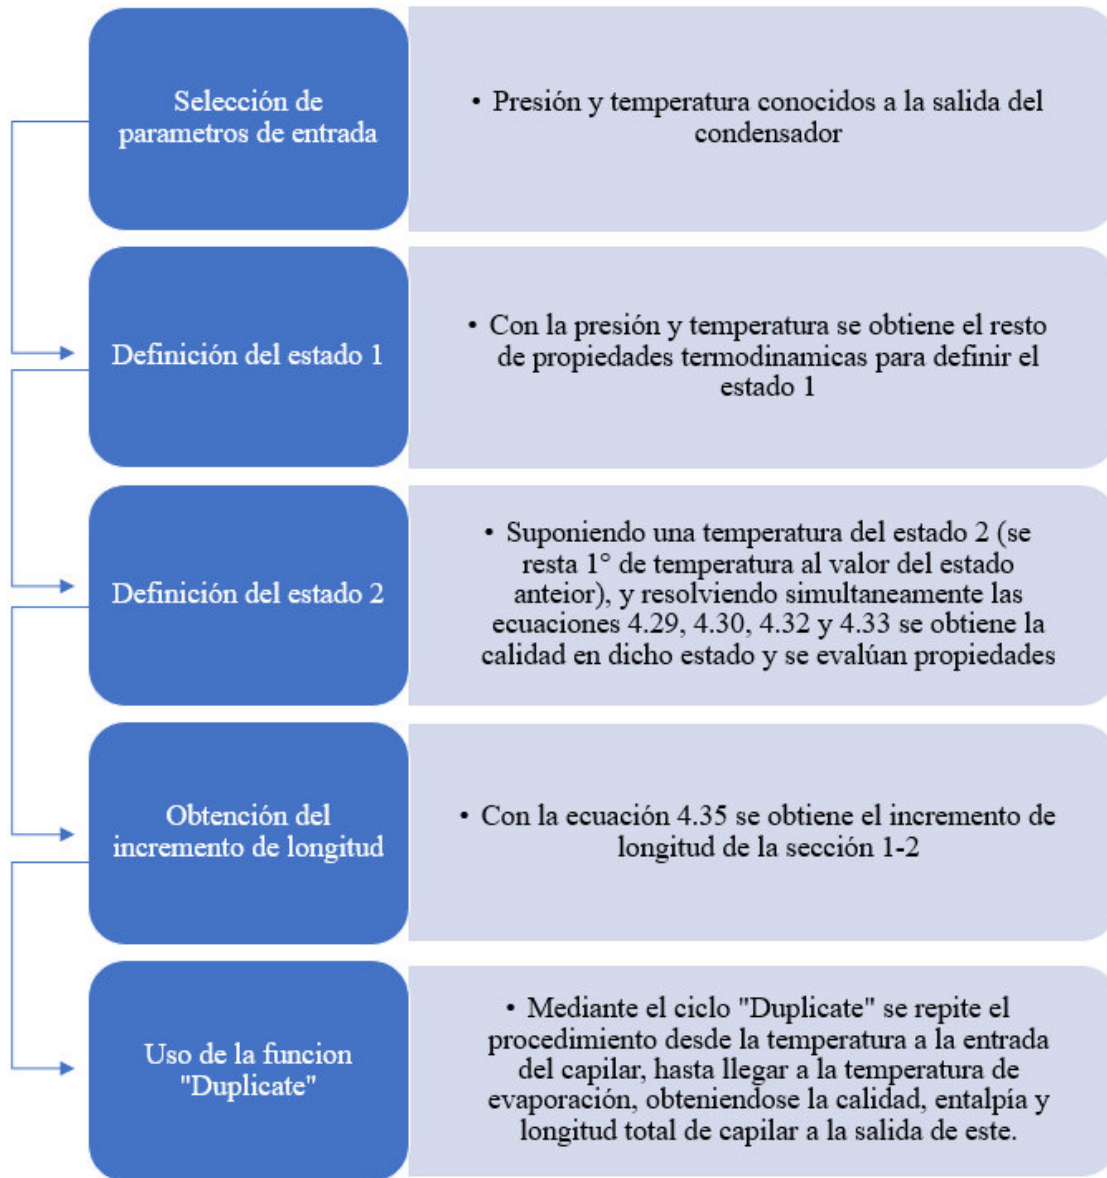 Selección de
parametros de entrada
• Presión y temperatura conocidos a la salida del
condensador
Definición del estado 1
• Con la presión y temperatura se obtiene el resto
de propiedades termodinamicas para definir el
estado 1
Definición del estado 2
• Suponiendo una temperatura del estado 2 (se
resta 1° de temperatura al valor del estado
anteior), y resolviendo simultaneamente las
ecuaciones 4.29, 4.30, 4.32 y 4.33 se obtiene la
calidad en dicho estado y se evalúan propiedades
Obtención del
incremento de longitud
• Con la ecuación 4.35 se obtiene el incremento de
longitud de la sección 1-2
Uso de la funcion
"Duplicate"
• Mediante el ciclo "Duplicate" se repite el
procedimiento desde la temperatura a la entrada
del capilar, hasta llegar a la temperatura de
evaporación, obteniendose la calidad, entalpía y
longitud total de capilar a la salida de este.